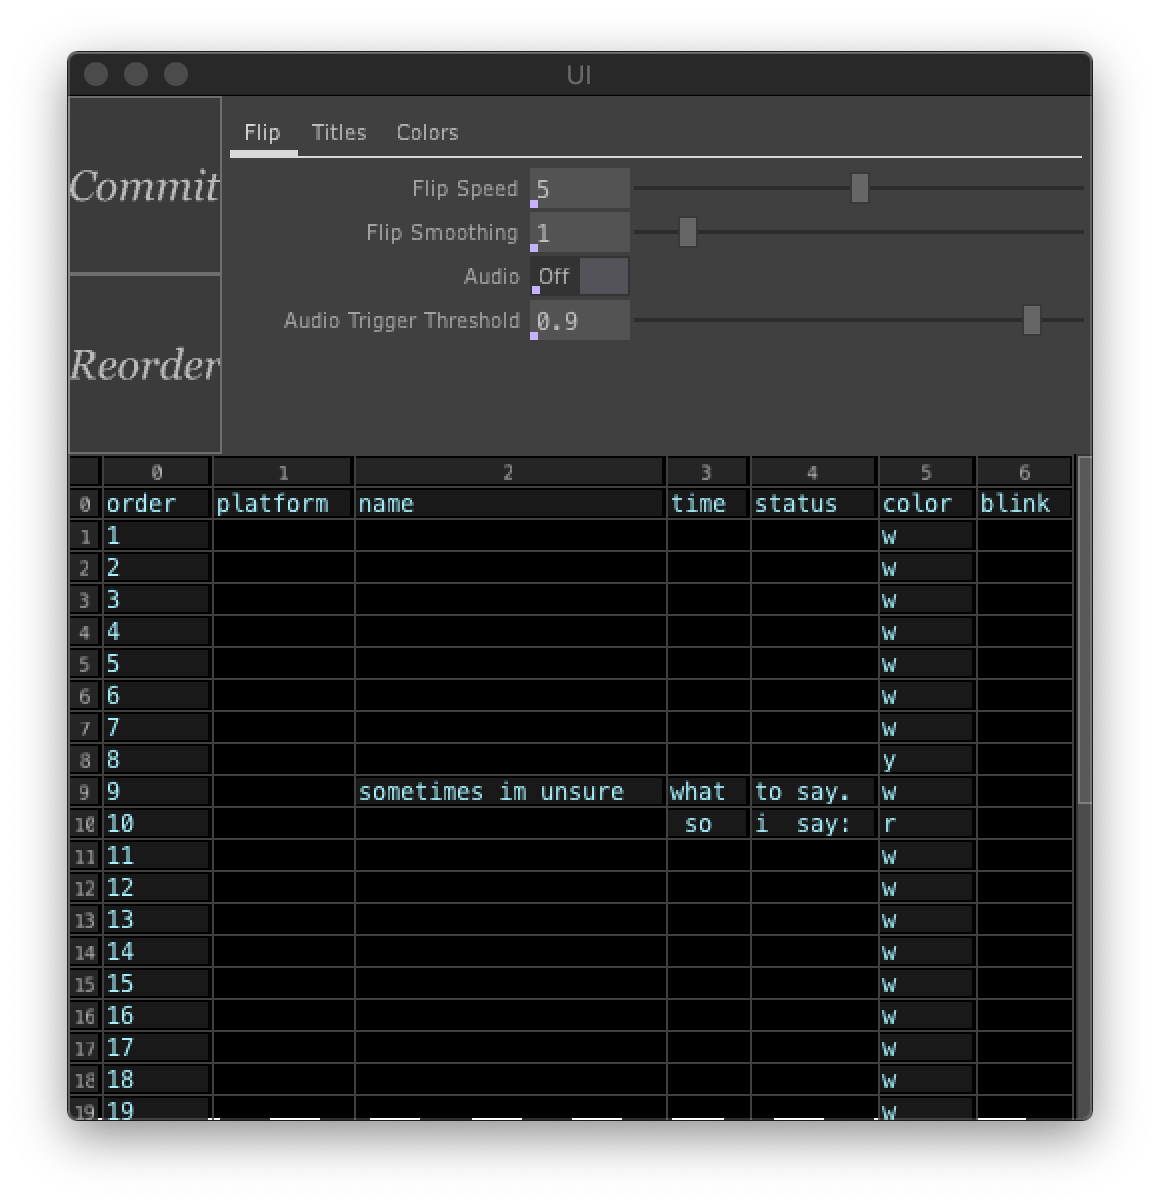 UI
Commit
Reorder
Flip Titles Colors
Flip Speed 5
Flip Smoothing 1
Audio Off
Audio Trigger Threshold 0.9
0 1 2 3 4 5 6
0 order platform name time status color blink
1 1 w
2 2 w
3 3 w
4 4 w
5 5 w
6 6 w
7 7 w
8 8 y
9 9 sometimes im unsure what to say. w
10 10 so i say: r
11 11 w
12 12 w
13 13 w
14 14 w
15 15 w
16 16 w
17 17 w
18 18 w
19 19 w